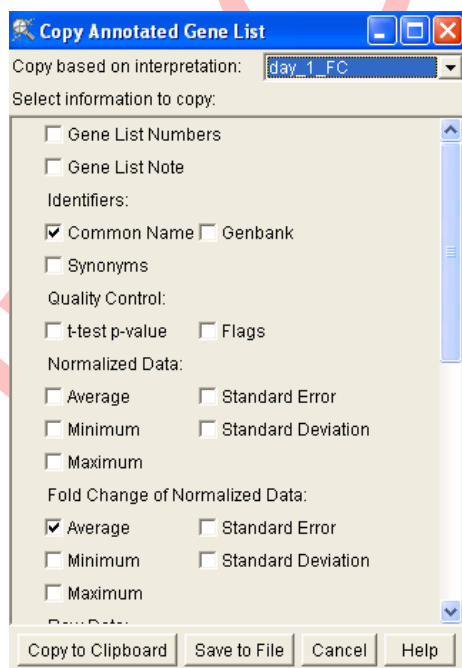 Copy Annotated Gene List
Copy based on interpretation: day_1_FC
Select information to copy:
Gene List Numbers
Gene List Note
Identifiers:
Common Name Genbank
Synonyms
Quality Control:
t-test p-value Flags
Normalized Data:
Average Standard Error
Minimum Standard Deviation
Maximum
Fold Change of Normalized Data:
Average Standard Error
Minimum Standard Deviation
Maximum
Copy to Clipboard Save to File Cancel Help